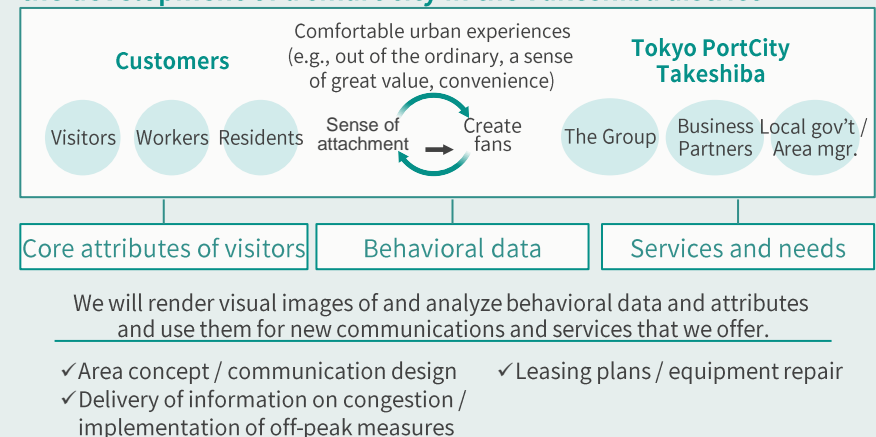 Customers
Comfortable urban experiences
(e.g., out of the ordinary, a sense
of great value, convenience)
Tokyo PortCity
Takeshiba
Visitors
Workers
Residents
Sense of
attachment
Create
fans
The Group
Business
Partners
Local gov't /
Area mgr.
Core attributes of visitors
Behavioral data
Services and needs
We will render visual images of and analyze behavioral data and attributes
and use them for new communications and services that we offer.
✓Area concept / communication design
✓Leasing plans / equipment repair
✓Delivery of information on congestion /
implementation of off-peak measures